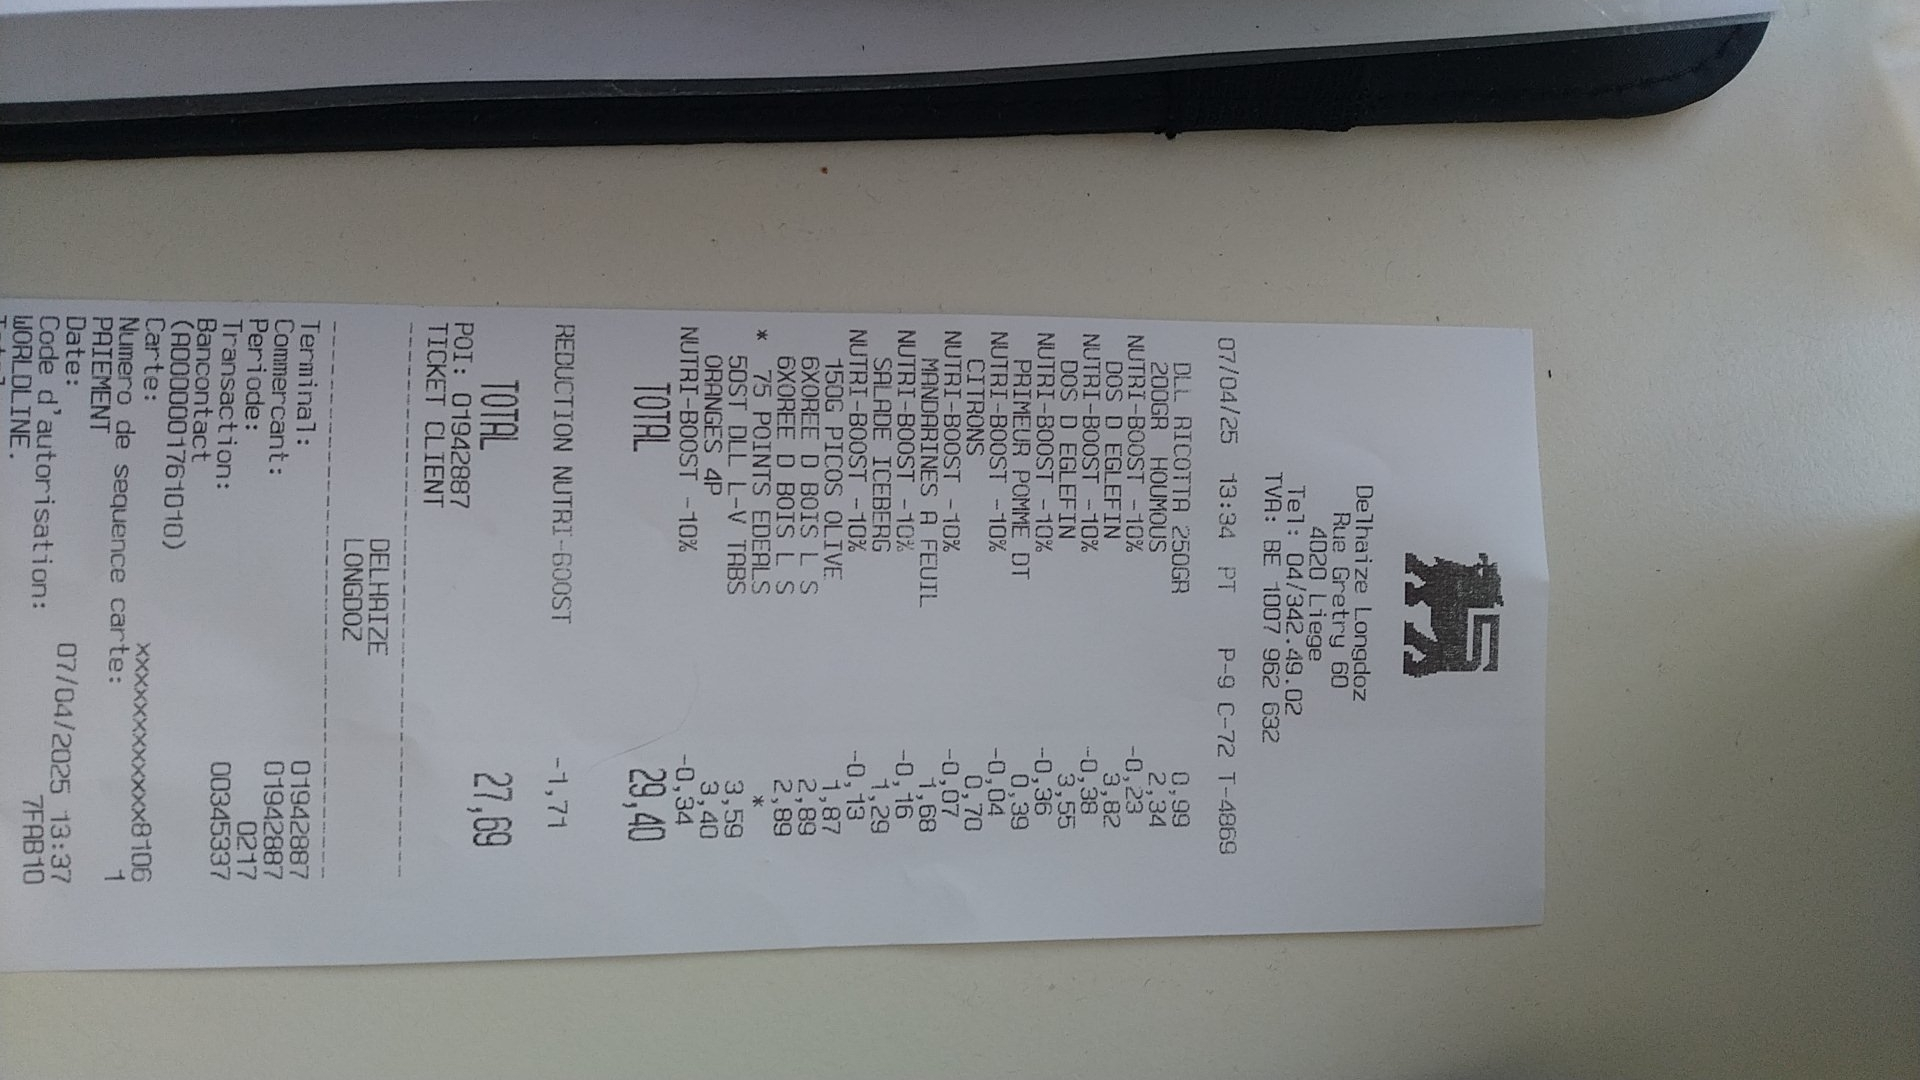 Delhaize Longdoz
Rue Gretry 60
4020 Liege
Tel: 04/342.49.02
TVA: BE 1007 962 632
07/04/25 13:34 PT P-9 C-72 T-4869
DLL RICOTTA 250GR 0,99
200GR HOUMOUS 2,34
NUTRI-BOOST -10% -0,23
DOS D EGLEFIN 3,82
NUTRI-BOOST -10% -0,38
DOS D EGLEFIN 3,55
NUTRI-BOOST -10% -0,36
PRIMEUR POMME DT 0,39
NUTRI-BOOST -10% -0,04
CITRONS 0,70
NUTRI-BOOST -10% -0,07
MANDARINES A FEUIL 1,68
NUTRI-BOOST -10% -0,16
SALADE ICEBERG 1,29
NUTRI-BOOST -10% -0,13
150G PICOS OLIVE 1,87
6XOREE D BOIS L S 2,89
6XOREE D BOIS L S 2,89
* 75 POINTS EDEALS *
50ST DLL L-V TABS 3,59
ORANGES 4P 3,40
NUTRI-BOOST -10% -0,34
TOTAL 29,40
REDUCTION NUTRI-BOOST -1,71
TOTAL 27,69
POI: 01942887
TICKET CLIENT
DELHAIZE
LONGDOZ
Terminal: 01942887
Commercant: 01942887
Periode: 0217
Transaction: 00345337
Bancontact
(A0000001761010)
Carte: xxxxxxxxxxxxx8106
Numero de sequence carte: 1
PAIEMENT
Date: 07/04/2025 13:37
Code d'autorisation: 7FAB10
WORLDLINE.